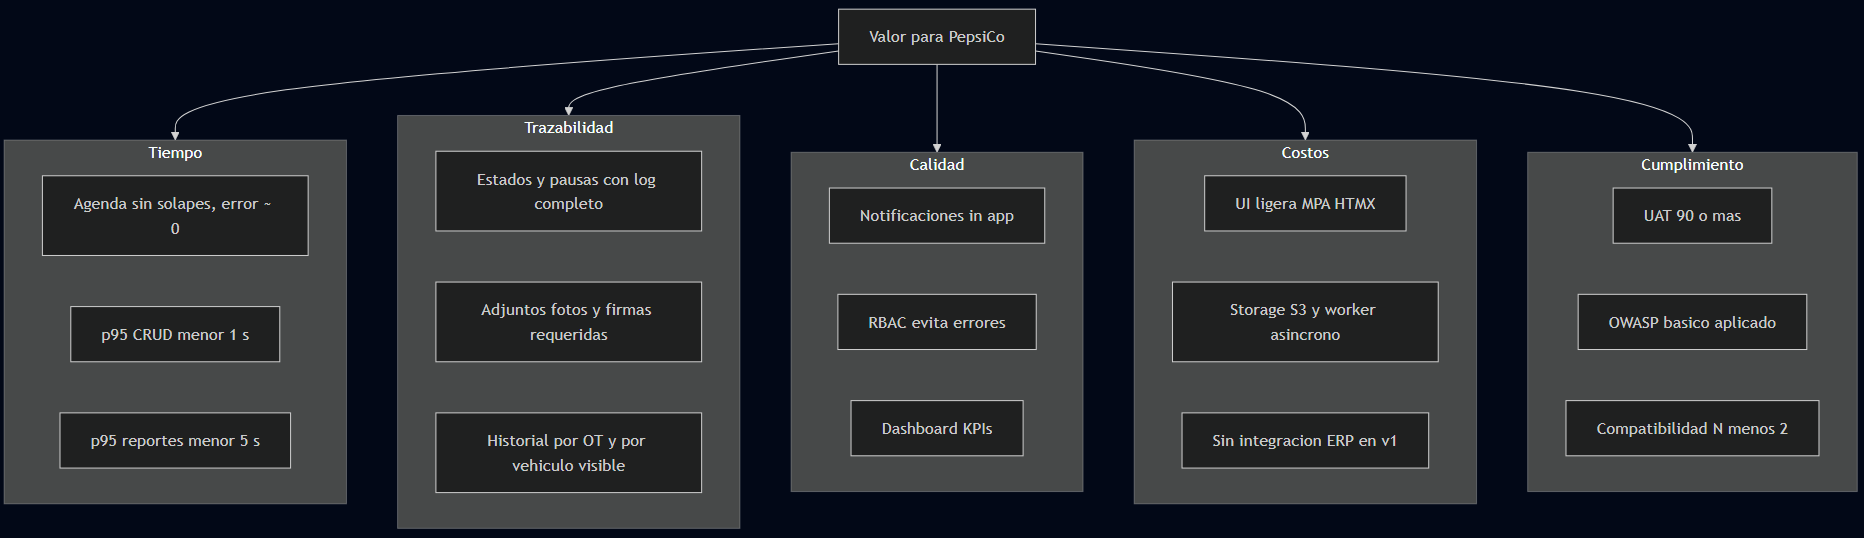 Valor para PepsiCo
Tiempo
Agenda sin solapes, error ~
0
p95 CRUD menor 1 s
p95 reportes menor 5 s
Trazabilidad
Estados y pausas con log
completo
Adjuntos fotos y firmas
requeridas
Historial por OT y por
vehiculo visible
Calidad
Notificaciones in app
RBAC evita errores
Dashboard KPIs
Costos
UI ligera MPA HTMX
Storage S3 y worker
asincrono
Sin integracion ERP en v1
Cumplimiento
UAT 90 o mas
OWASP basico aplicado
Compatibilidad N menos 2